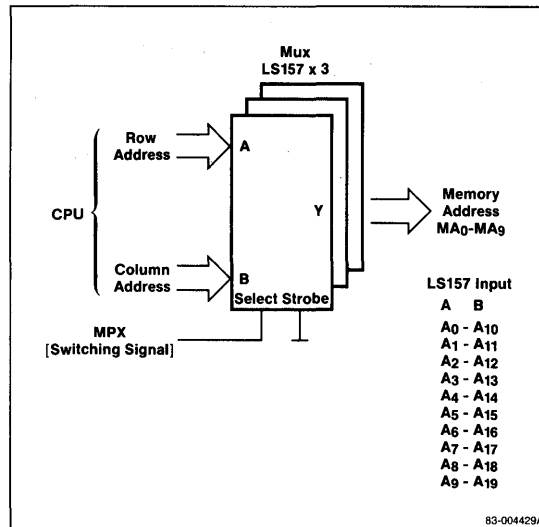 Mux
LS157 x 3
Row
Address
A
CPU
Y
Memory
Address
MA0-MA9
Column
Address
B
Select Strobe
MPX
[Switching Signal]
LS157 Input
A B
A0 - A10
A1 - A11
A2 - A12
A3 - A13
A4 - A14
A5 - A15
A6 - A16
A7 - A17
A8 - A18
A9 - A19
83-004429A